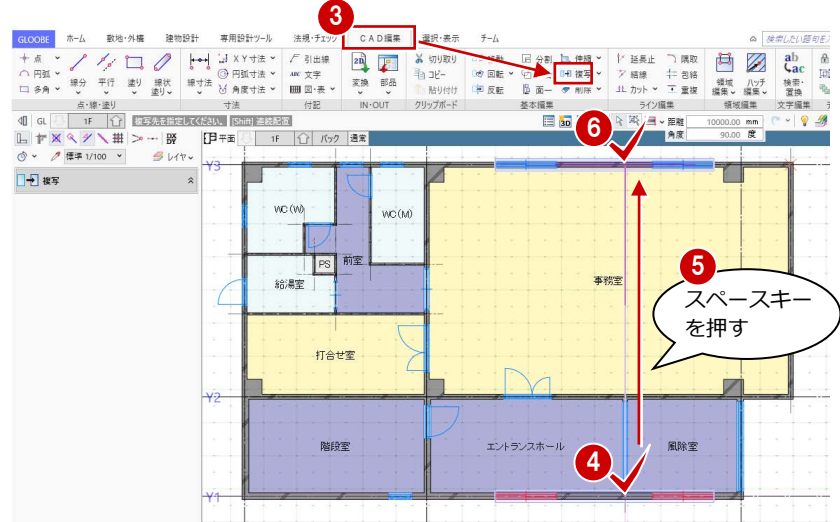 3
GLOOBE ホーム 敷地・外構 建物設計 専用設計ツール 法規・チェック ＣＡＤ編集 選択・表示 チーム 検索したい語句を
点 線分 平行 塗り 線状塗り 線寸法 ＸＹ寸法 引出線 変換 部品 切り取り 分割 伸縮 延長止 隅取 領域編集 ハッチ編集 検索・置換
円弧 円弧寸法 ABC 文字 コピー 回転 複写 結線 包絡
多角 角度寸法 図・表 貼り付け 反転 面一 削除 カット 重複
点・線・塗り 寸法 付記 IN・OUT クリップボード 基本編集 ライン編集 領域編集 文字編集
GL 1F 複写先を指定してください。 [Shift] 連続配置 3D 距離 10000.00 mm
平面 1F バック 通常 角度 90.00 度
標準 1/100 レイヤ
複写
6
Y3
WC(W) WC(M)
PS 前室
給湯室
事務室
5
スペースキー
を押す
打合せ室
Y2
階段室 エントランスホール 風除室
4
Y1